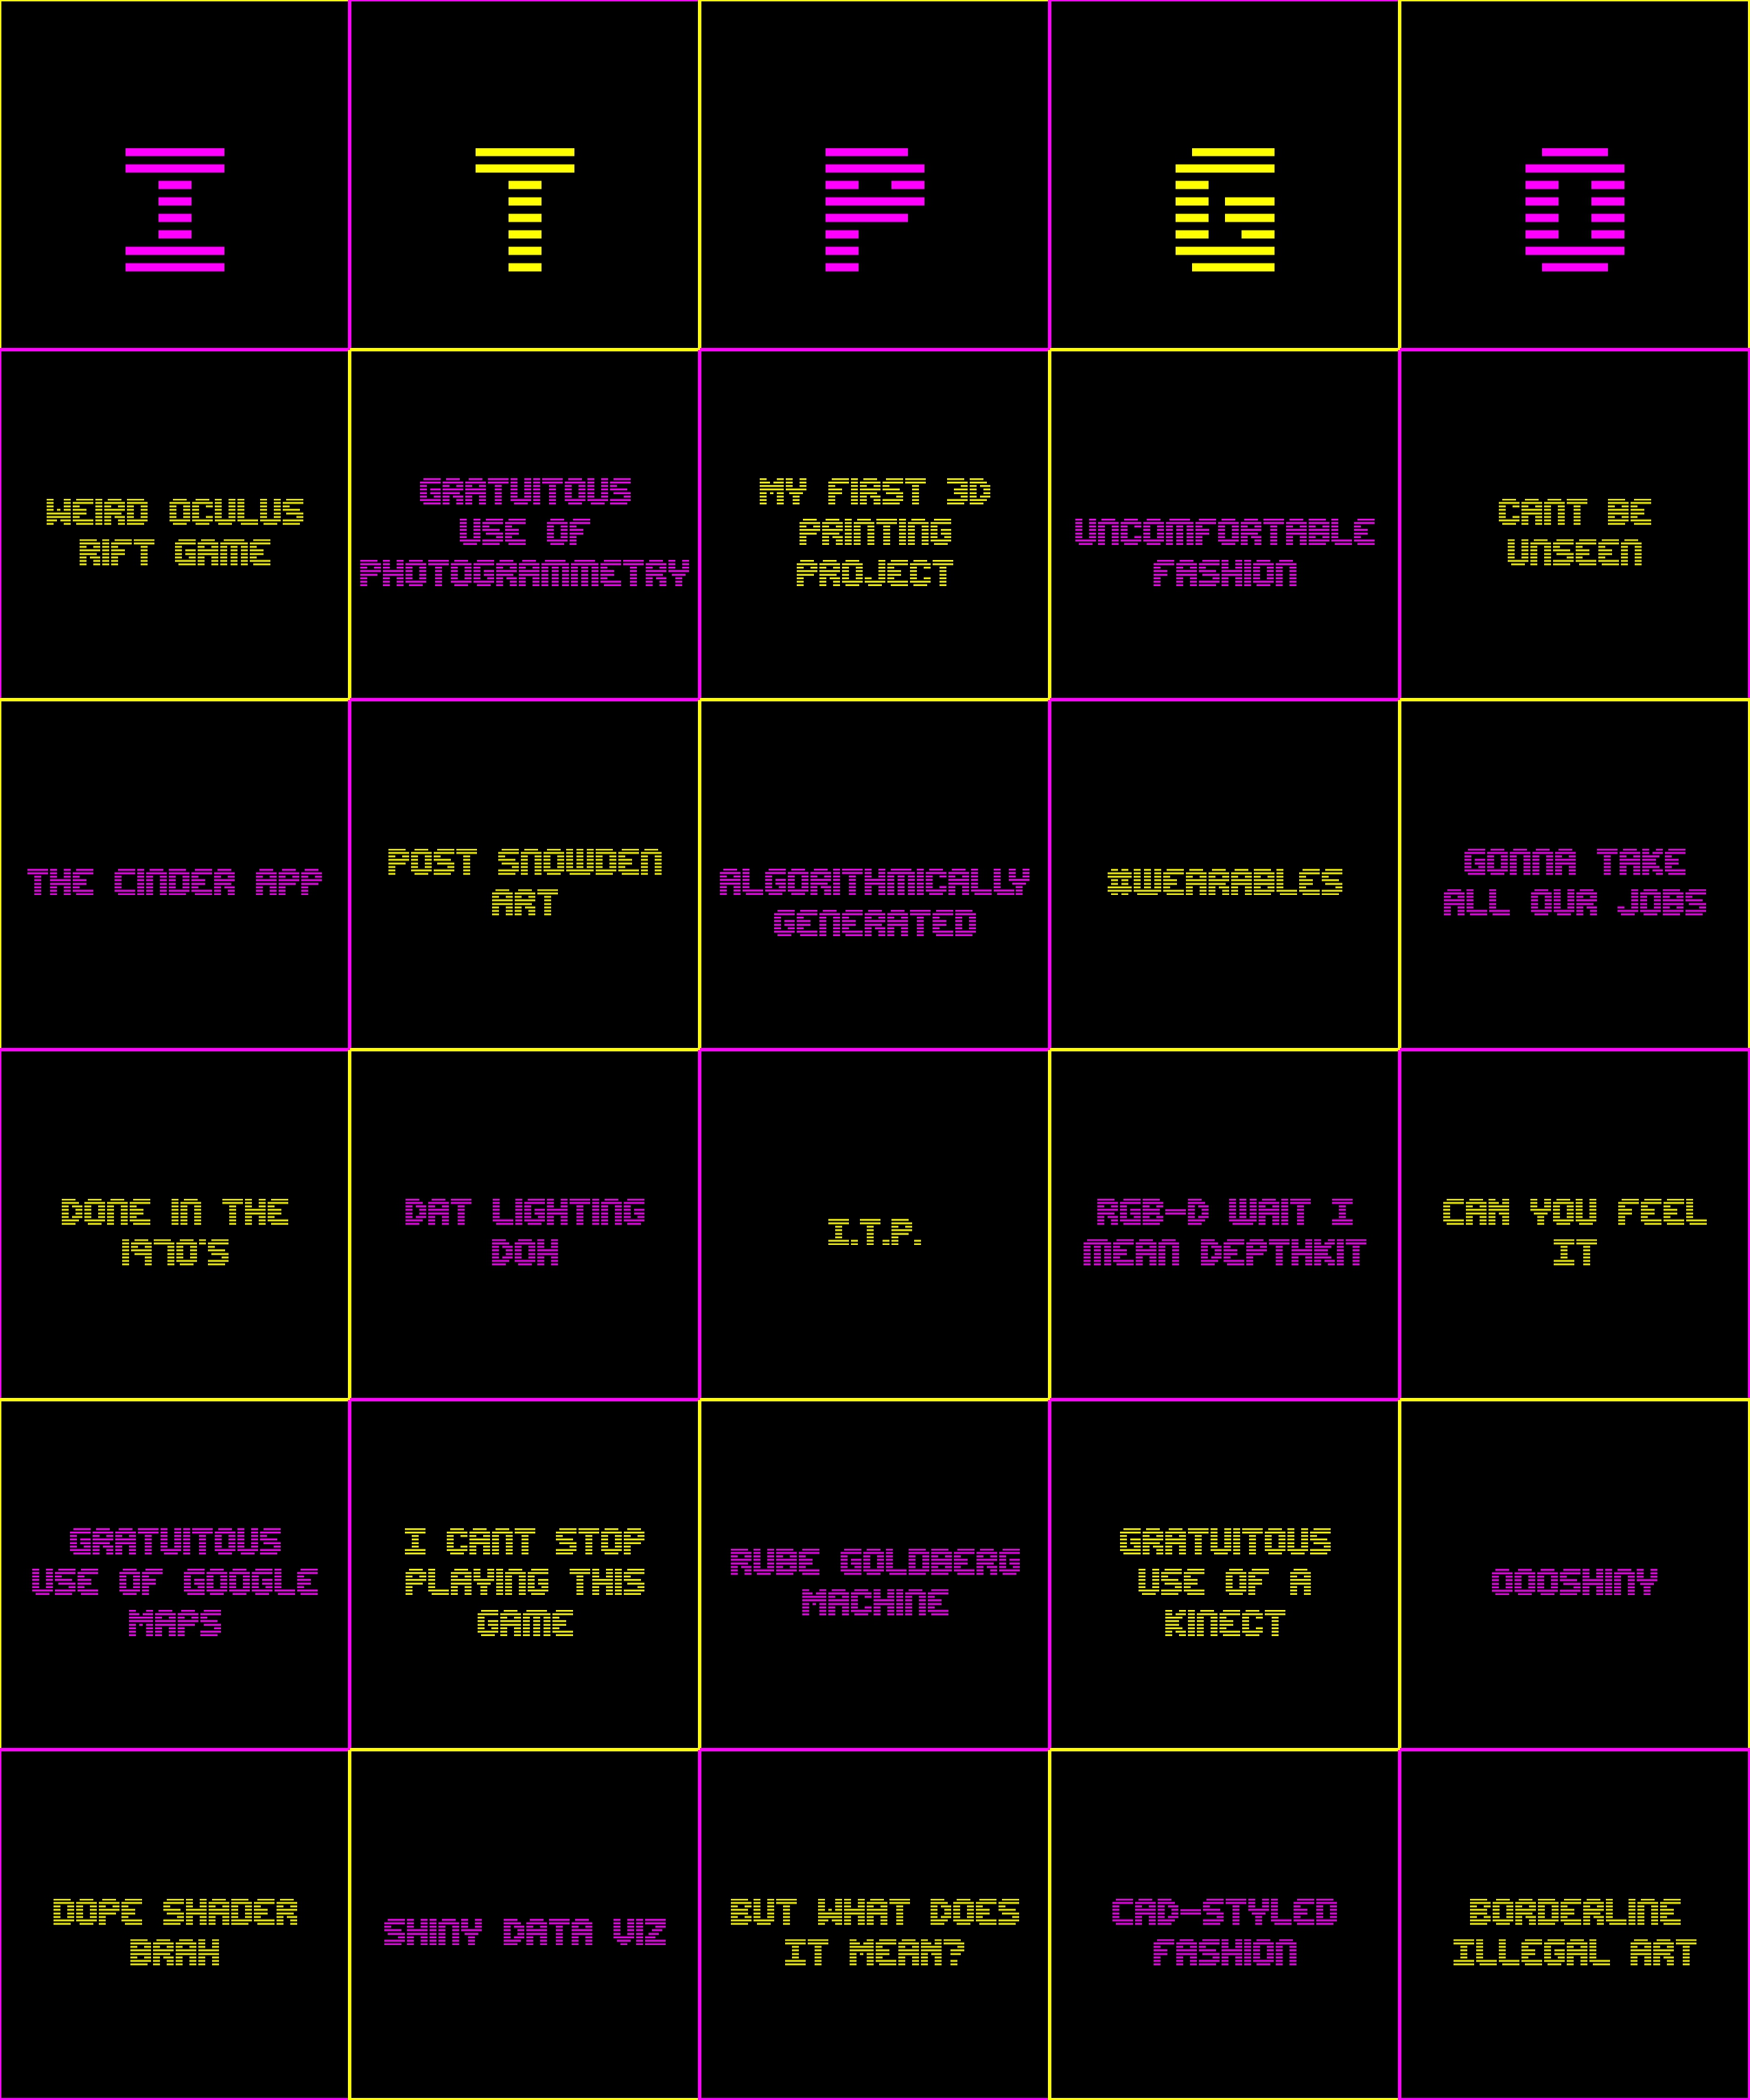 I
T
P
G
O
WEIRD OCULUS
RIFT GAME
GRATUITOUS
USE OF
PHOTOGRAMMETRY
MY FIRST 3D
PRINTING
PROJECT
UNCOMFORTABLE
FASHION
CANT BE
UNSEEN
THE CINDER APP
POST SNOWDEN
ART
ALGORITHMICALLY
GENERATED
#WEARABLES
GONNA TAKE
ALL OUR JOBS
DONE IN THE
1970'S
DAT LIGHTING
DOH
I.T.P.
RGB-D WAIT I
MEAN DEPTHKIT
CAN YOU FEEL
IT
GRATUITOUS
USE OF GOOGLE
MAPS
I CANT STOP
PLAYING THIS
GAME
RUBE GOLDBERG
MACHINE
GRATUITOUS
USE OF A
KINECT
OOOSHINY
DOPE SHADER
BRAH
SHINY DATA VIZ
BUT WHAT DOES
IT MEAN?
CAD-STYLED
FASHION
BORDERLINE
ILLEGAL ART